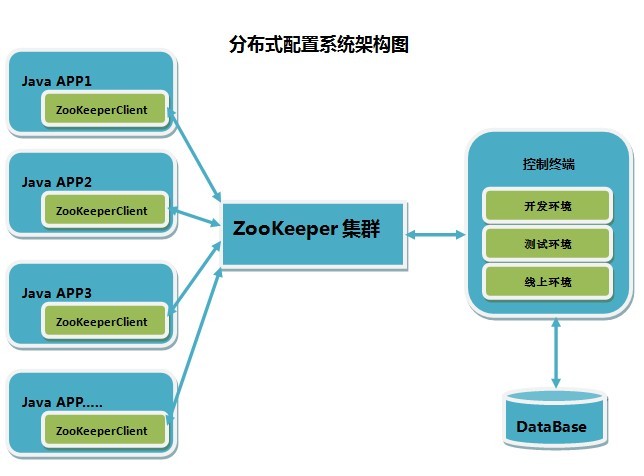 分布式配置系统架构图
Java APP1
ZooKeeperClient
Java APP2
ZooKeeperClient
Java APP3
ZooKeeperClient
Java APP.....
ZooKeeperClient
ZooKeeper 集群
控制终端
开发环境
测试环境
线上环境
DataBase